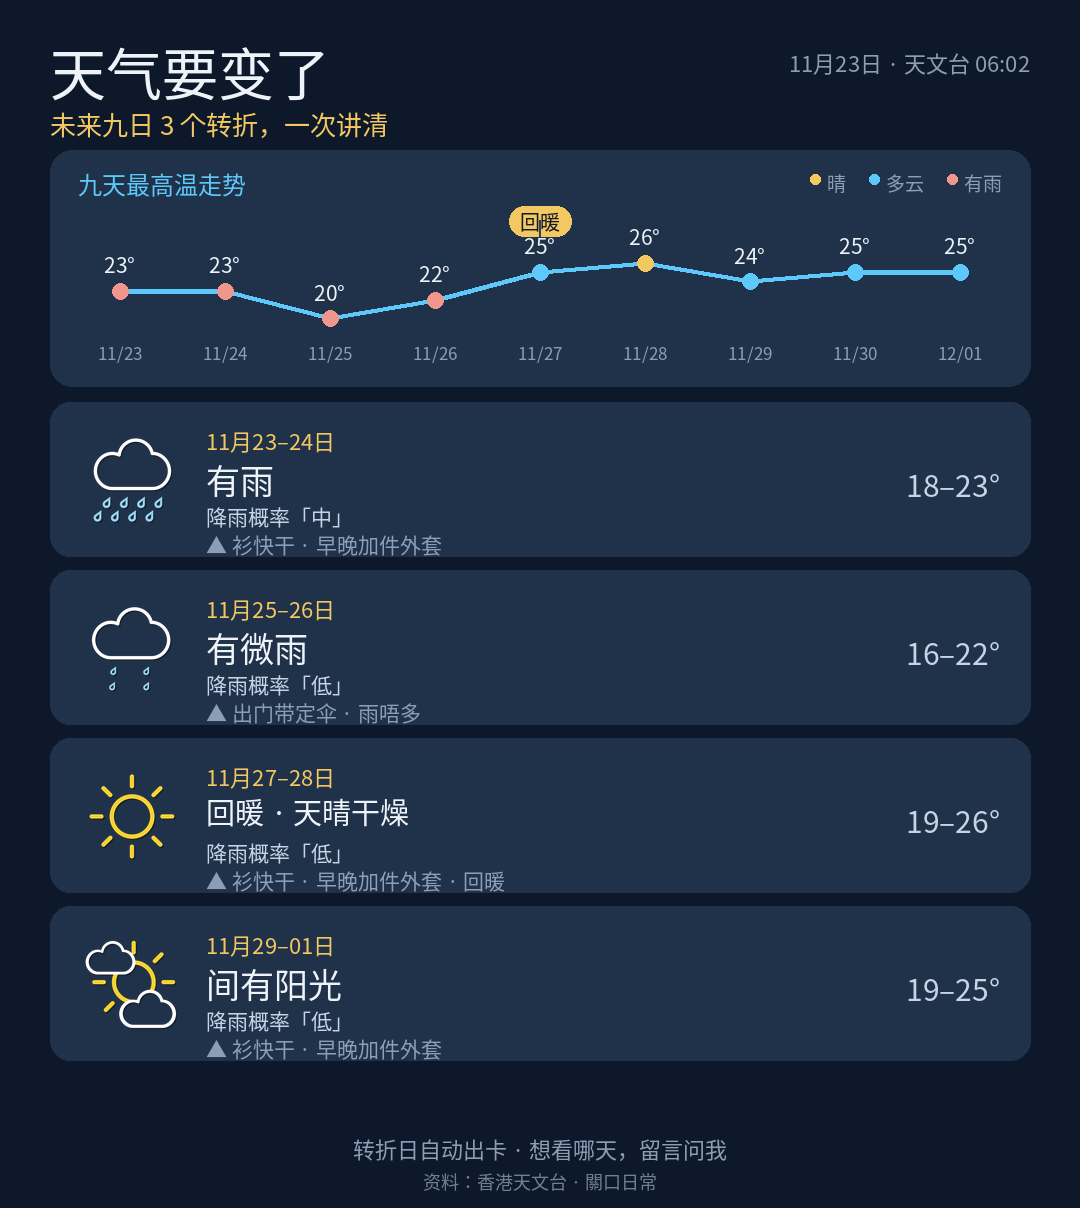 天气要变了
11月23日 · 天文台 06:02
未来九日 3 个转折，一次讲清
九天最高温走势
晴 多云 有雨
回暖
23° 23° 20° 22° 25° 26° 24° 25° 25°
11/23 11/24 11/25 11/26 11/27 11/28 11/29 11/30 12/01
11月23–24日
有雨
18–23°
降雨概率「中」
▲ 衫快干 · 早晚加件外套
11月25–26日
有微雨
16–22°
降雨概率「低」
▲ 出门带定伞 · 雨唔多
11月27–28日
回暖 · 天晴干燥
19–26°
降雨概率「低」
▲ 衫快干 · 早晚加件外套 · 回暖
11月29–01日
间有阳光
19–25°
降雨概率「低」
▲ 衫快干 · 早晚加件外套
转折日自动出卡 · 想看哪天，留言问我
资料：香港天文台 · 關口日常